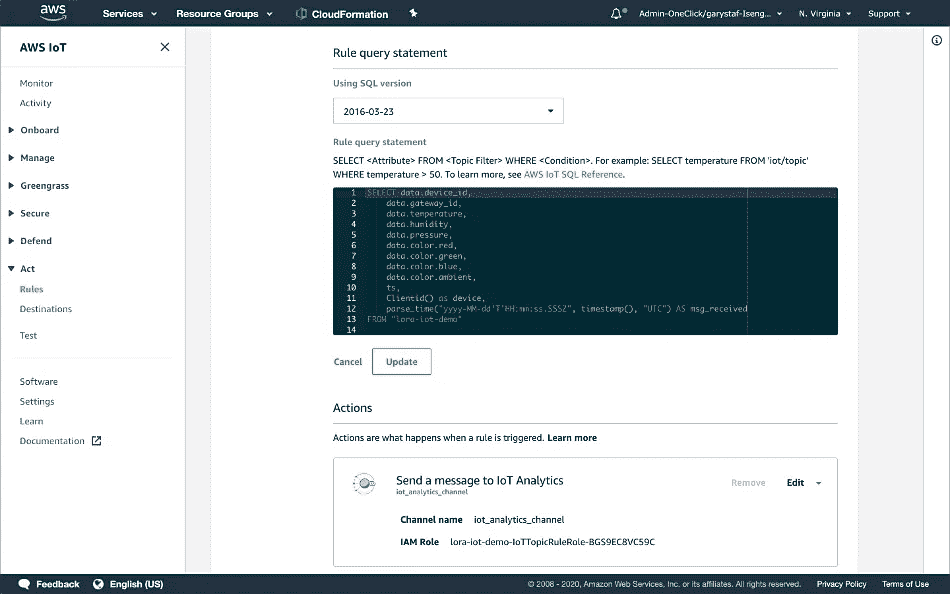 aws Services Resource Groups CloudFormation Admin-OneClick/garystaf-Iseng... N. Virginia Support
AWS IoT
Monitor
Activity
Onboard
Manage
Greengrass
Secure
Defend
Act
Rules
Destinations
Test
Software
Settings
Learn
Documentation
Rule query statement
Using SQL version
2016-03-23
Rule query statement
SELECT <Attribute> FROM <Topic Filter> WHERE <Condition>. For example: SELECT temperature FROM 'iot/topic'
WHERE temperature > 50. To learn more, see AWS IoT SQL Reference.
1 SELECT data.device_id,
2 data.gateway_id,
3 data.temperature,
4 data.humidity,
5 data.pressure,
6 data.color.red,
7 data.color.green,
8 data.color.blue,
9 data.color.ambient,
10 ts,
11 Clientid() as device,
12 parse_time("yyyy-MM-dd'T'HH:mm:ss.SSSZ", timestamp(), "UTC") AS msg_received
13 FROM "lora-iot-demo"
14
Cancel Update
Actions
Actions are what happens when a rule is triggered. Learn more
Send a message to IoT Analytics
iot_analytics_channel
Remove Edit
Channel name iot_analytics_channel
IAM Role lora-iot-demo-IoTTopicRuleRole-BGS9EC8VC59C
Feedback English (US) © 2008 - 2020, Amazon Web Services, Inc. or its affiliates. All rights reserved. Privacy Policy Terms of Use